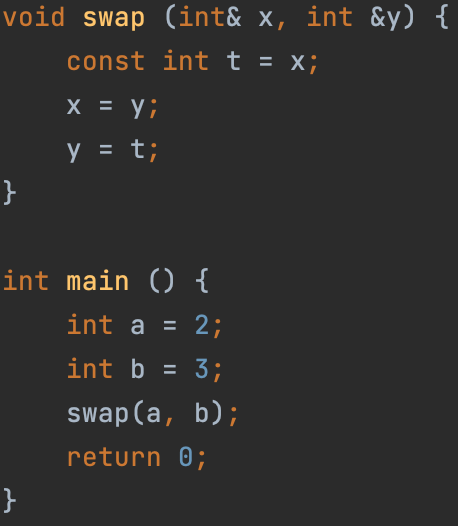 void swap (int& x, int &y) {
    const int t = x;
    x = y;
    y = t;
}

int main () {
    int a = 2;
    int b = 3;
    swap(a, b);
    return 0;
}